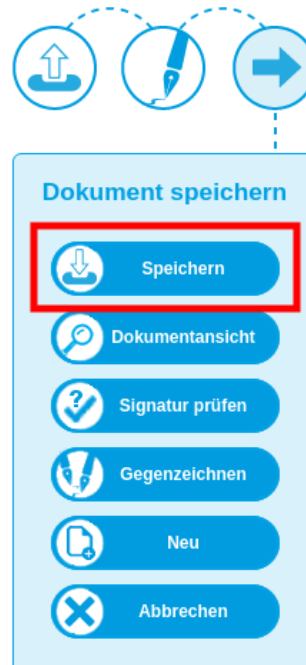 Dokument speichern
Speichern
Dokumentansicht
Signatur prüfen
Gegenzeichnen
Neu
Abbrechen